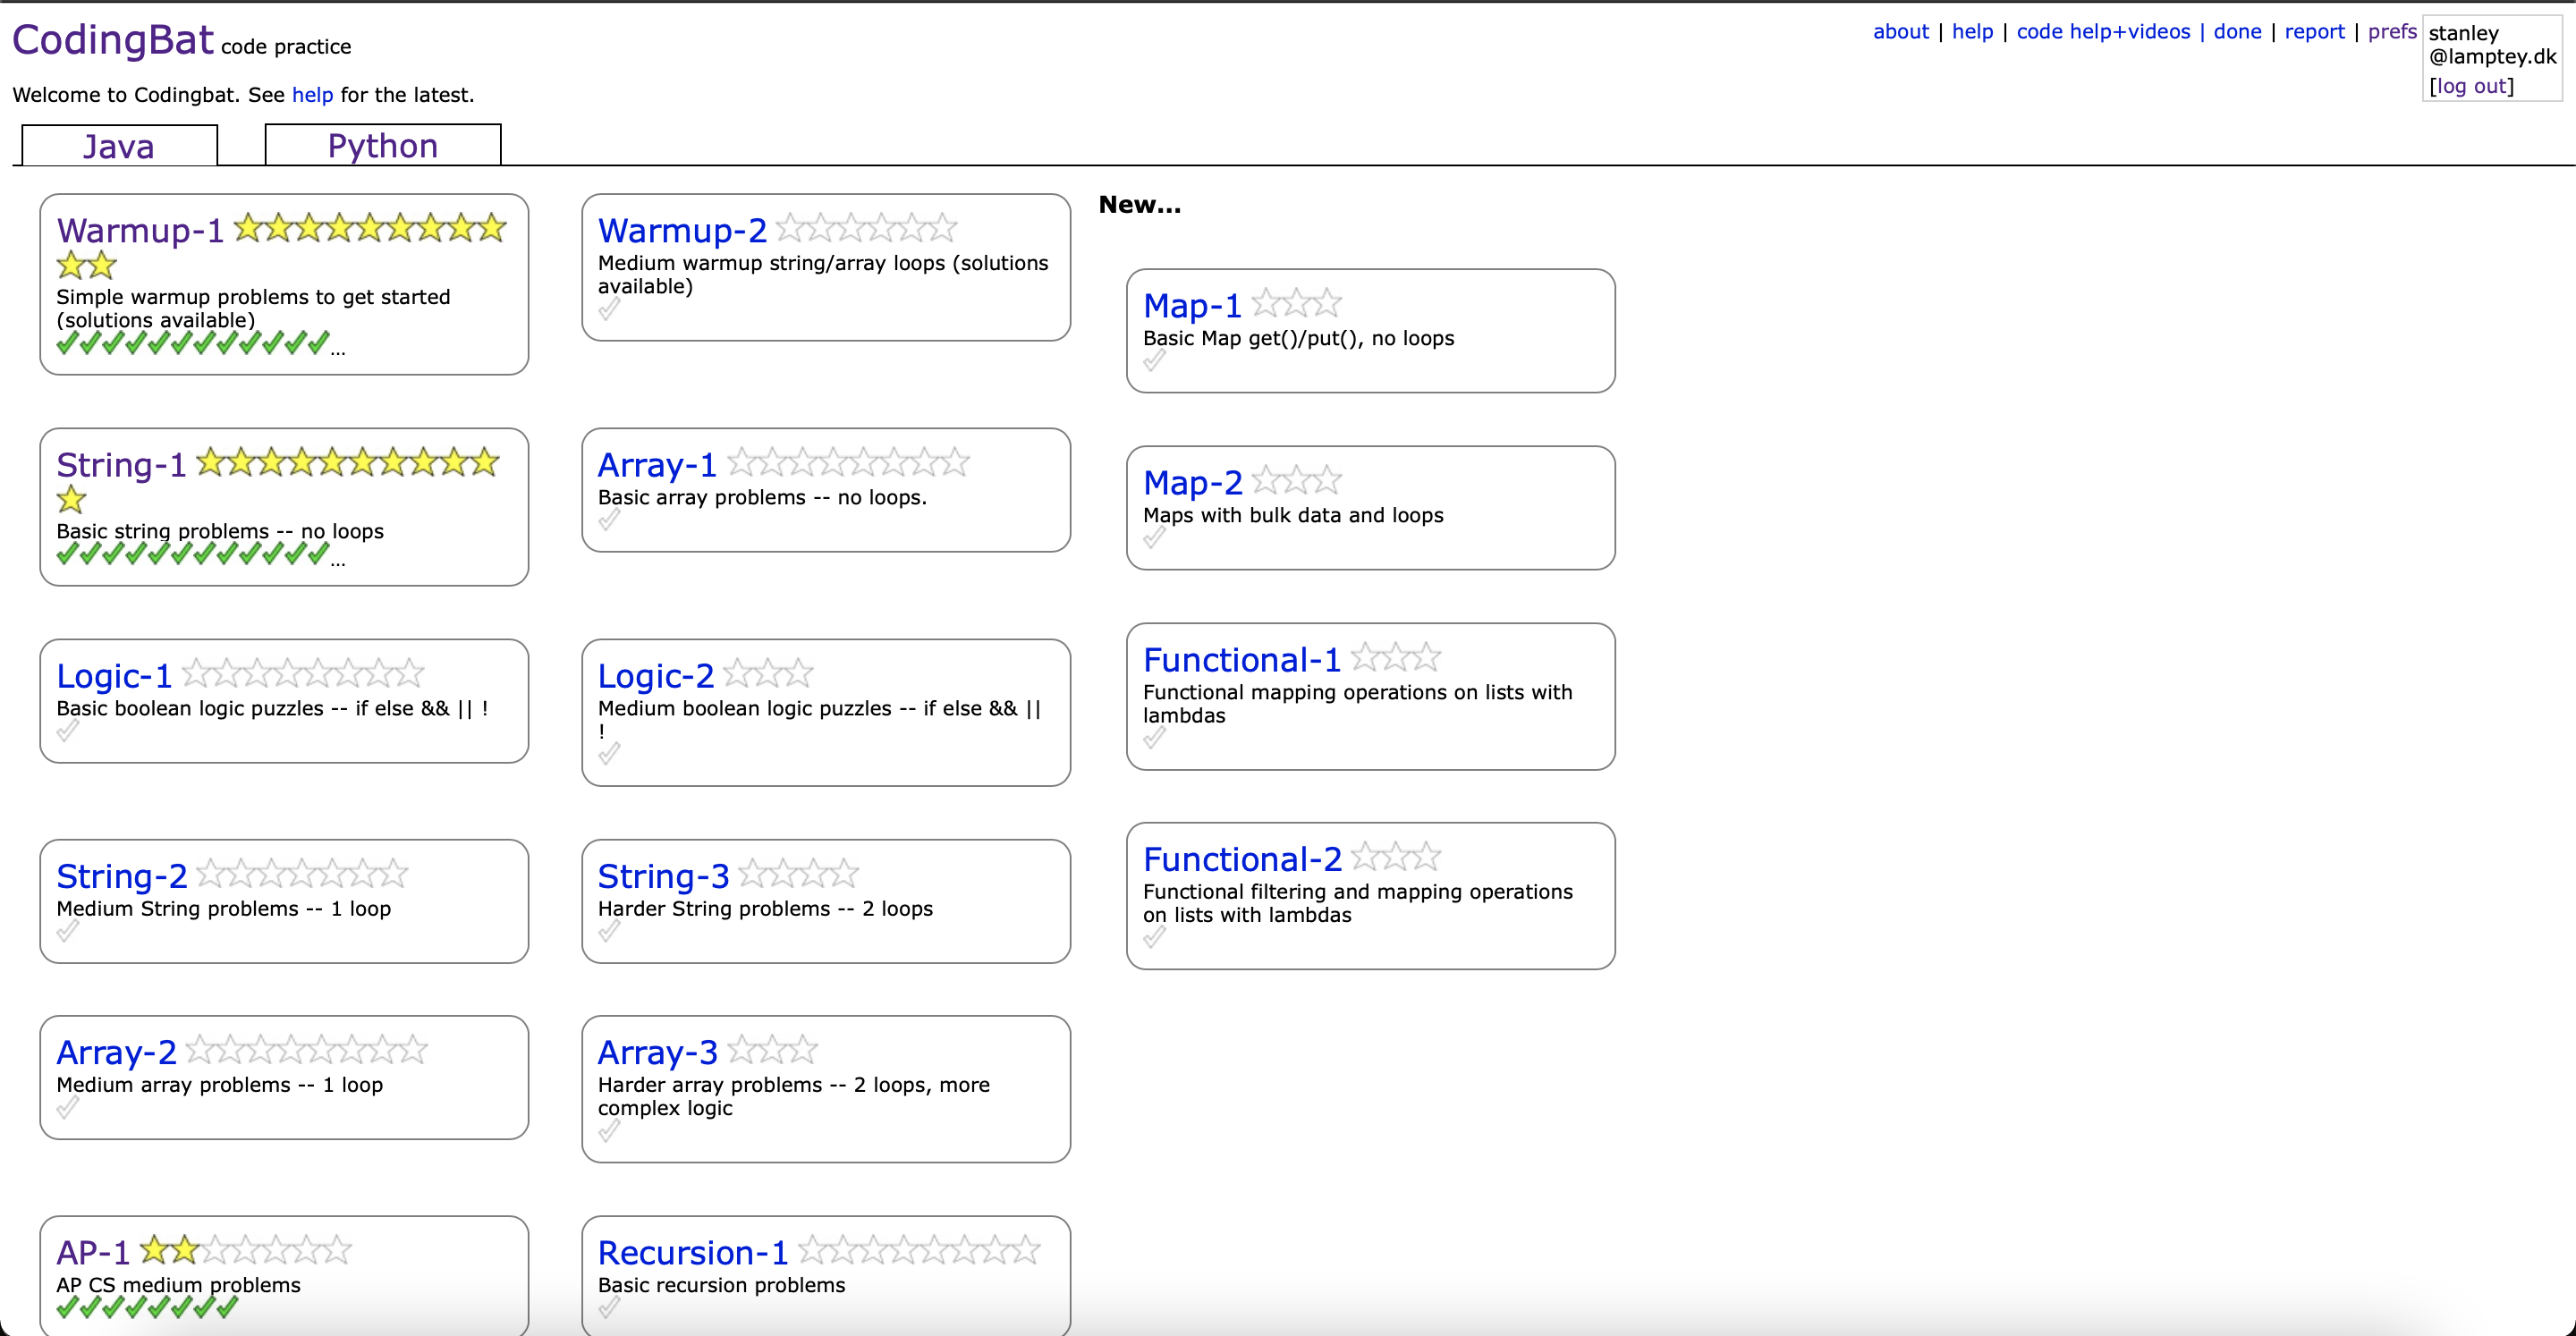 CodingBat code practice
about | help | code help+videos | done | report | prefs
stanley
@lamptey.dk
[log out]
Welcome to Codingbat. See help for the latest.
Java
Python
Warmup-1
Simple warmup problems to get started
(solutions available)
...
Warmup-2
Medium warmup string/array loops (solutions
available)
New...
Map-1
Basic Map get()/put(), no loops
String-1
Basic string problems -- no loops
...
Array-1
Basic array problems -- no loops.
Map-2
Maps with bulk data and loops
Logic-1
Basic boolean logic puzzles -- if else && || !
Logic-2
Medium boolean logic puzzles -- if else && ||
!
Functional-1
Functional mapping operations on lists with
lambdas
String-2
Medium String problems -- 1 loop
String-3
Harder String problems -- 2 loops
Functional-2
Functional filtering and mapping operations
on lists with lambdas
Array-2
Medium array problems -- 1 loop
Array-3
Harder array problems -- 2 loops, more
complex logic
AP-1
AP CS medium problems
Recursion-1
Basic recursion problems